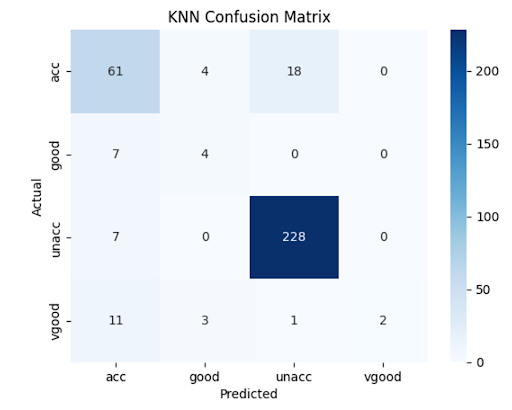 KNN Confusion Matrix
acc 61 4 18 0
good 7 4 0 0
unacc 7 0 228 0
vgood 11 3 1 2
acc good unacc vgood
Predicted
Actual
200
150
100
50
0